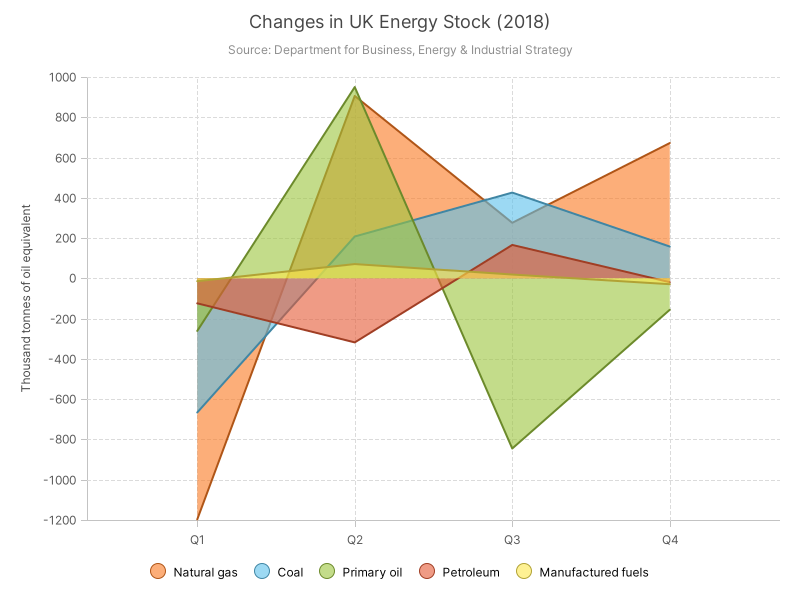 Changes in UK Energy Stock (2018)
Source: Department for Business, Energy & Industrial Strategy
Thousand tonnes of oil equivalent
1000
800
600
400
200
0
-200
-400
-600
-800
-1000
-1200
Q1 Q2 Q3 Q4
Natural gas Coal Primary oil Petroleum Manufactured fuels